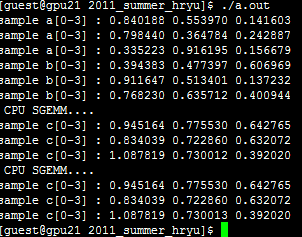 [guest@gpu21 2011_summer_hryu]$ ./a.out
sample a[0-3] : 0.840188 0.553970 0.141603
sample a[0-3] : 0.798440 0.364784 0.242887
sample a[0-3] : 0.335223 0.916195 0.156679
sample b[0-3] : 0.394383 0.477397 0.606969
sample b[0-3] : 0.911647 0.513401 0.137232
sample b[0-3] : 0.768230 0.635712 0.400944
CPU SGEMM....
sample c[0-3] : 0.945164 0.775530 0.642765
sample c[0-3] : 0.834039 0.722860 0.632072
sample c[0-3] : 1.087819 0.730012 0.392020
CPU SGEMM....
sample c[0-3] : 0.945164 0.775530 0.642765
sample c[0-3] : 0.834039 0.722860 0.632072
sample c[0-3] : 1.087819 0.730013 0.392020
[guest@gpu21 2011_summer_hryu]$